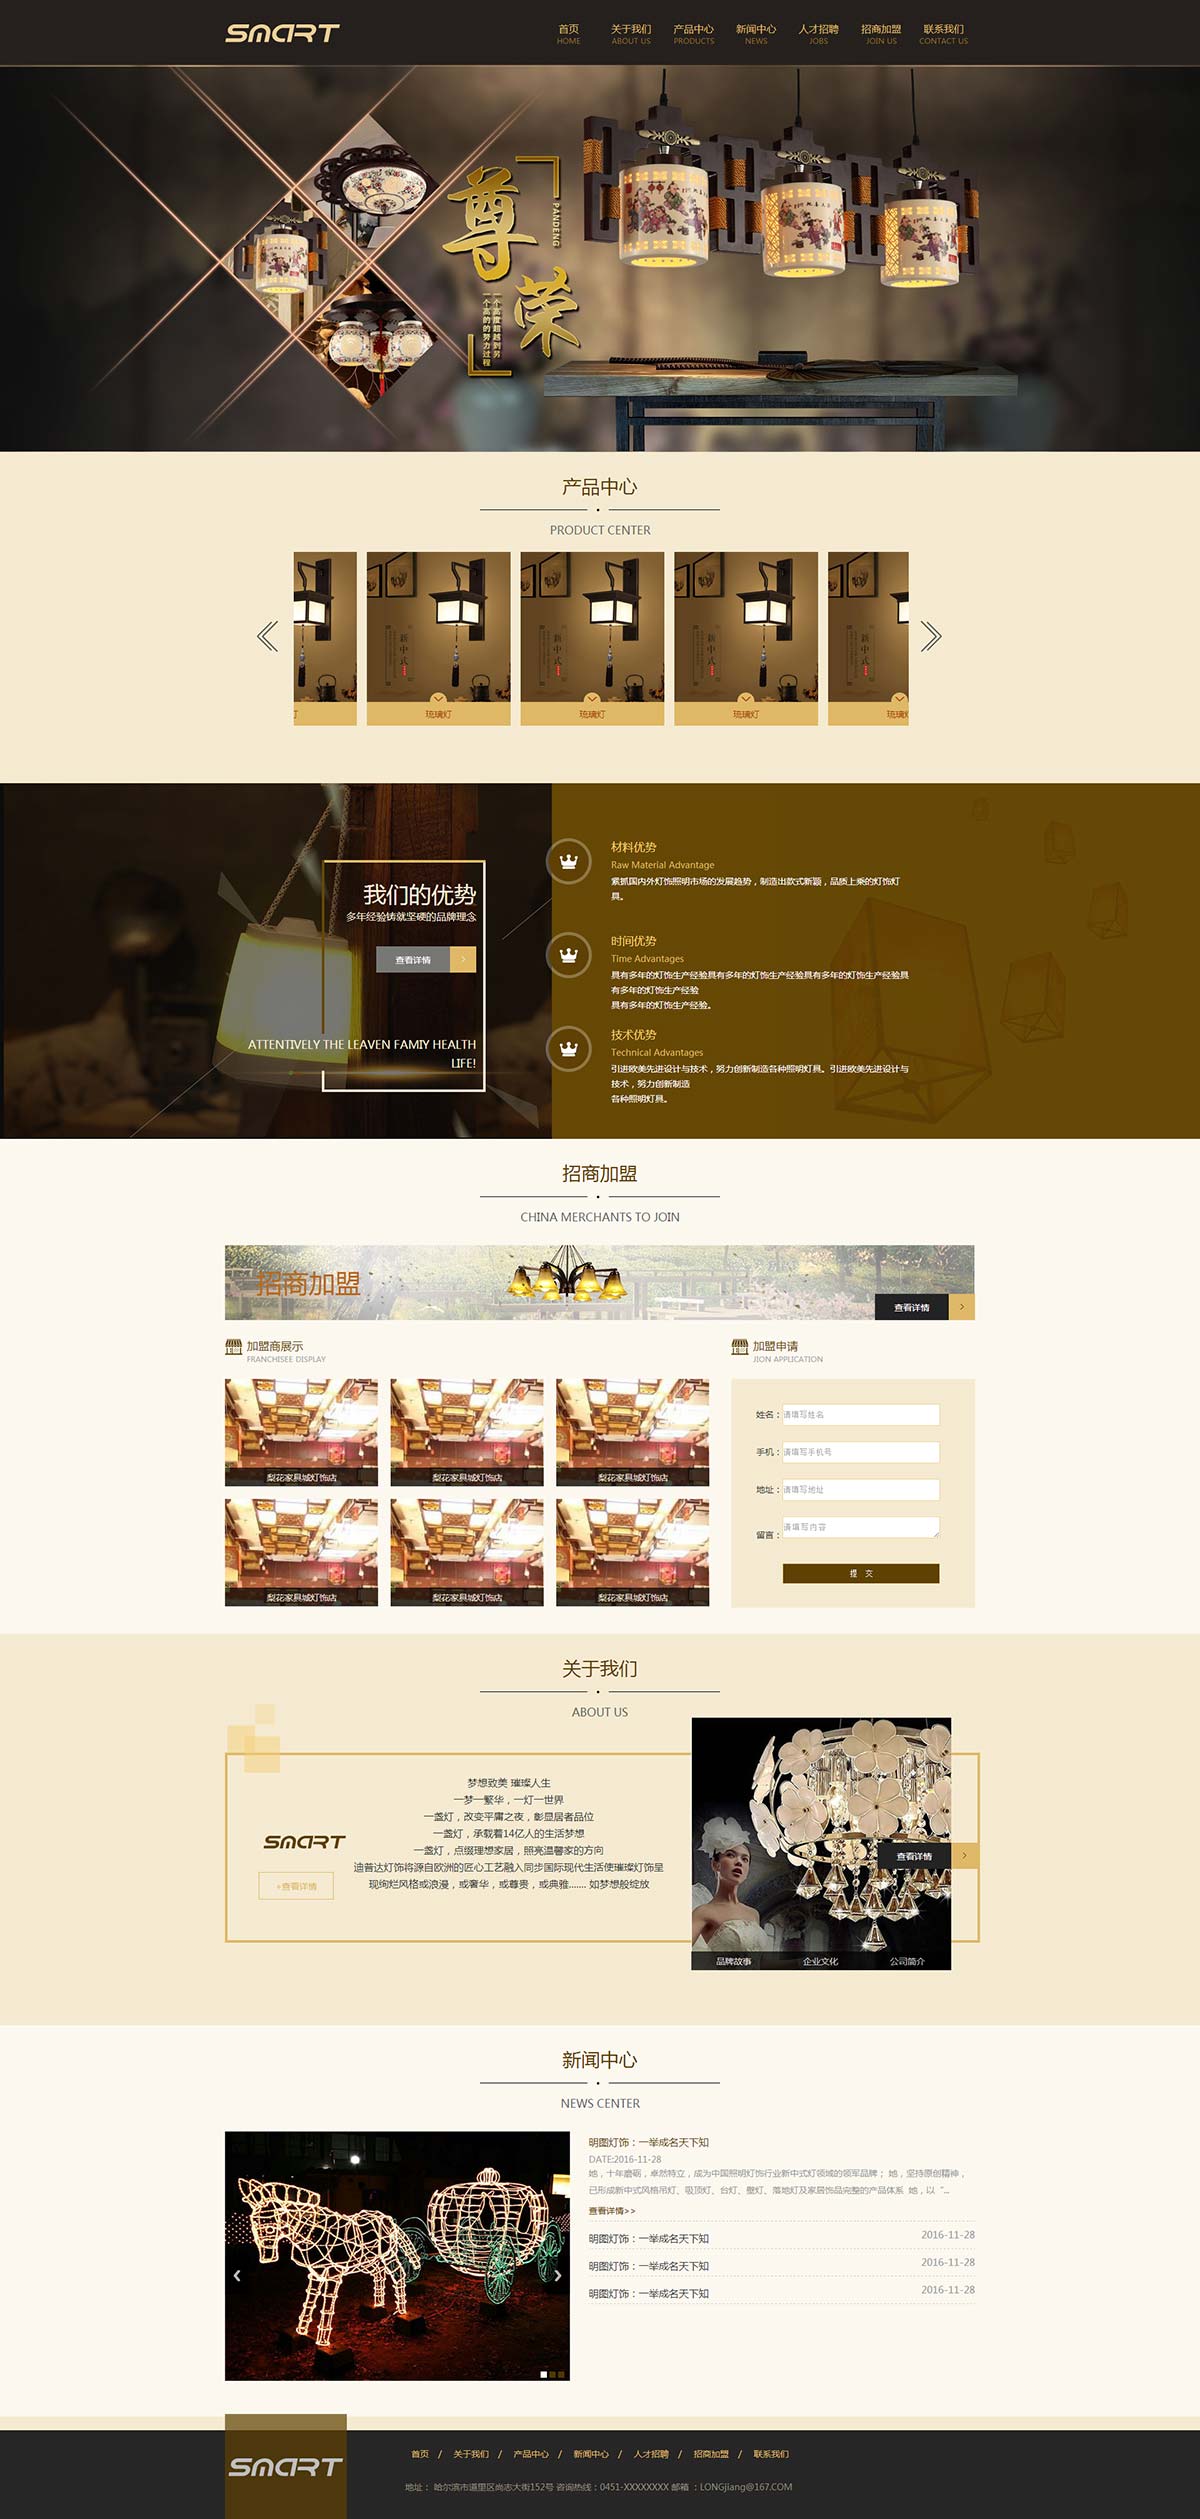 SMART
首页 关于我们 产品中心 新闻中心 人才招聘 招商加盟 联系我们
HOME ABOUT US PRODUCTS NEWS JOBS JOIN US CONTACT US
尊荣
PANDENG
一个高度超越到另
一个高的的努力过程
产品中心
PRODUCT CENTER
新中式
新中式
新中式
琉璃灯
琉璃灯
琉璃灯
琉璃
我们的优势
多年经验铸就坚硬的品牌理念
查看详情
ATTENTIVELY THE LEAVEN FAMIY HEALTH
LIFE!
材料优势
Raw Material Advantage
紧抓国内外灯饰照明市场的发展趋势，制造出款式新颖，品质上乘的灯饰灯
具。
时间优势
Time Advantages
具有多年的灯饰生产经验具有多年的灯饰生产经验具有多年的灯饰生产经验具
有多年的灯饰生产经验
具有多年的灯饰生产经验。
技术优势
Technical Advantages
引进欧美先进设计与技术，努力创新制造各种照明灯具。引进欧美先进设计与
技术，努力创新制造
各种照明灯具。
招商加盟
CHINA MERCHANTS TO JOIN
招商加盟
查看详情
加盟商展示
FRANCHISEE DISPLAY
梨花家具城灯饰店
梨花家具城灯饰店
梨花家具城灯饰店
梨花家具城灯饰店
梨花家具城灯饰店
梨花家具城灯饰店
加盟申请
JION APPLICATION
姓名：请填写姓名
手机：请填写手机号
地址：请填写地址
留言：请填写内容
提 交
关于我们
ABOUT US
SMART
+查看详情
梦想致美 璀璨人生
一梦一繁华，一灯一世界
一盏灯，改变平庸之夜，彰显居者品位
一盏灯，承载着14亿人的生活梦想
一盏灯，点缀理想家居，照亮温馨家的方向
迪普达灯饰将源自欧洲的匠心工艺融入同步国际现代生活使璀璨灯饰呈
现绚烂风格或浪漫，或奢华，或尊贵，或典雅....... 如梦想般绽放
查看详情
品牌故事 企业文化 公司简介
新闻中心
NEWS CENTER
明图灯饰：一举成名天下知
DATE:2016-11-28
她，十年磨砺，卓然特立，成为中国照明灯饰行业新中式灯领域的领军品牌； 她，坚持原创精神，
已形成新中式风格吊灯、吸顶灯、台灯、壁灯、落地灯及家居饰品完整的产品体系 她，以“...
查看详情>>
明图灯饰：一举成名天下知 2016-11-28
明图灯饰：一举成名天下知 2016-11-28
明图灯饰：一举成名天下知 2016-11-28
SMART
首页 / 关于我们 / 产品中心 / 新闻中心 / 人才招聘 / 招商加盟 / 联系我们
地址： 哈尔滨市道里区尚志大街152号 咨询热线：0451-XXXXXXXX 邮箱 ：LONGjiang@167.COM